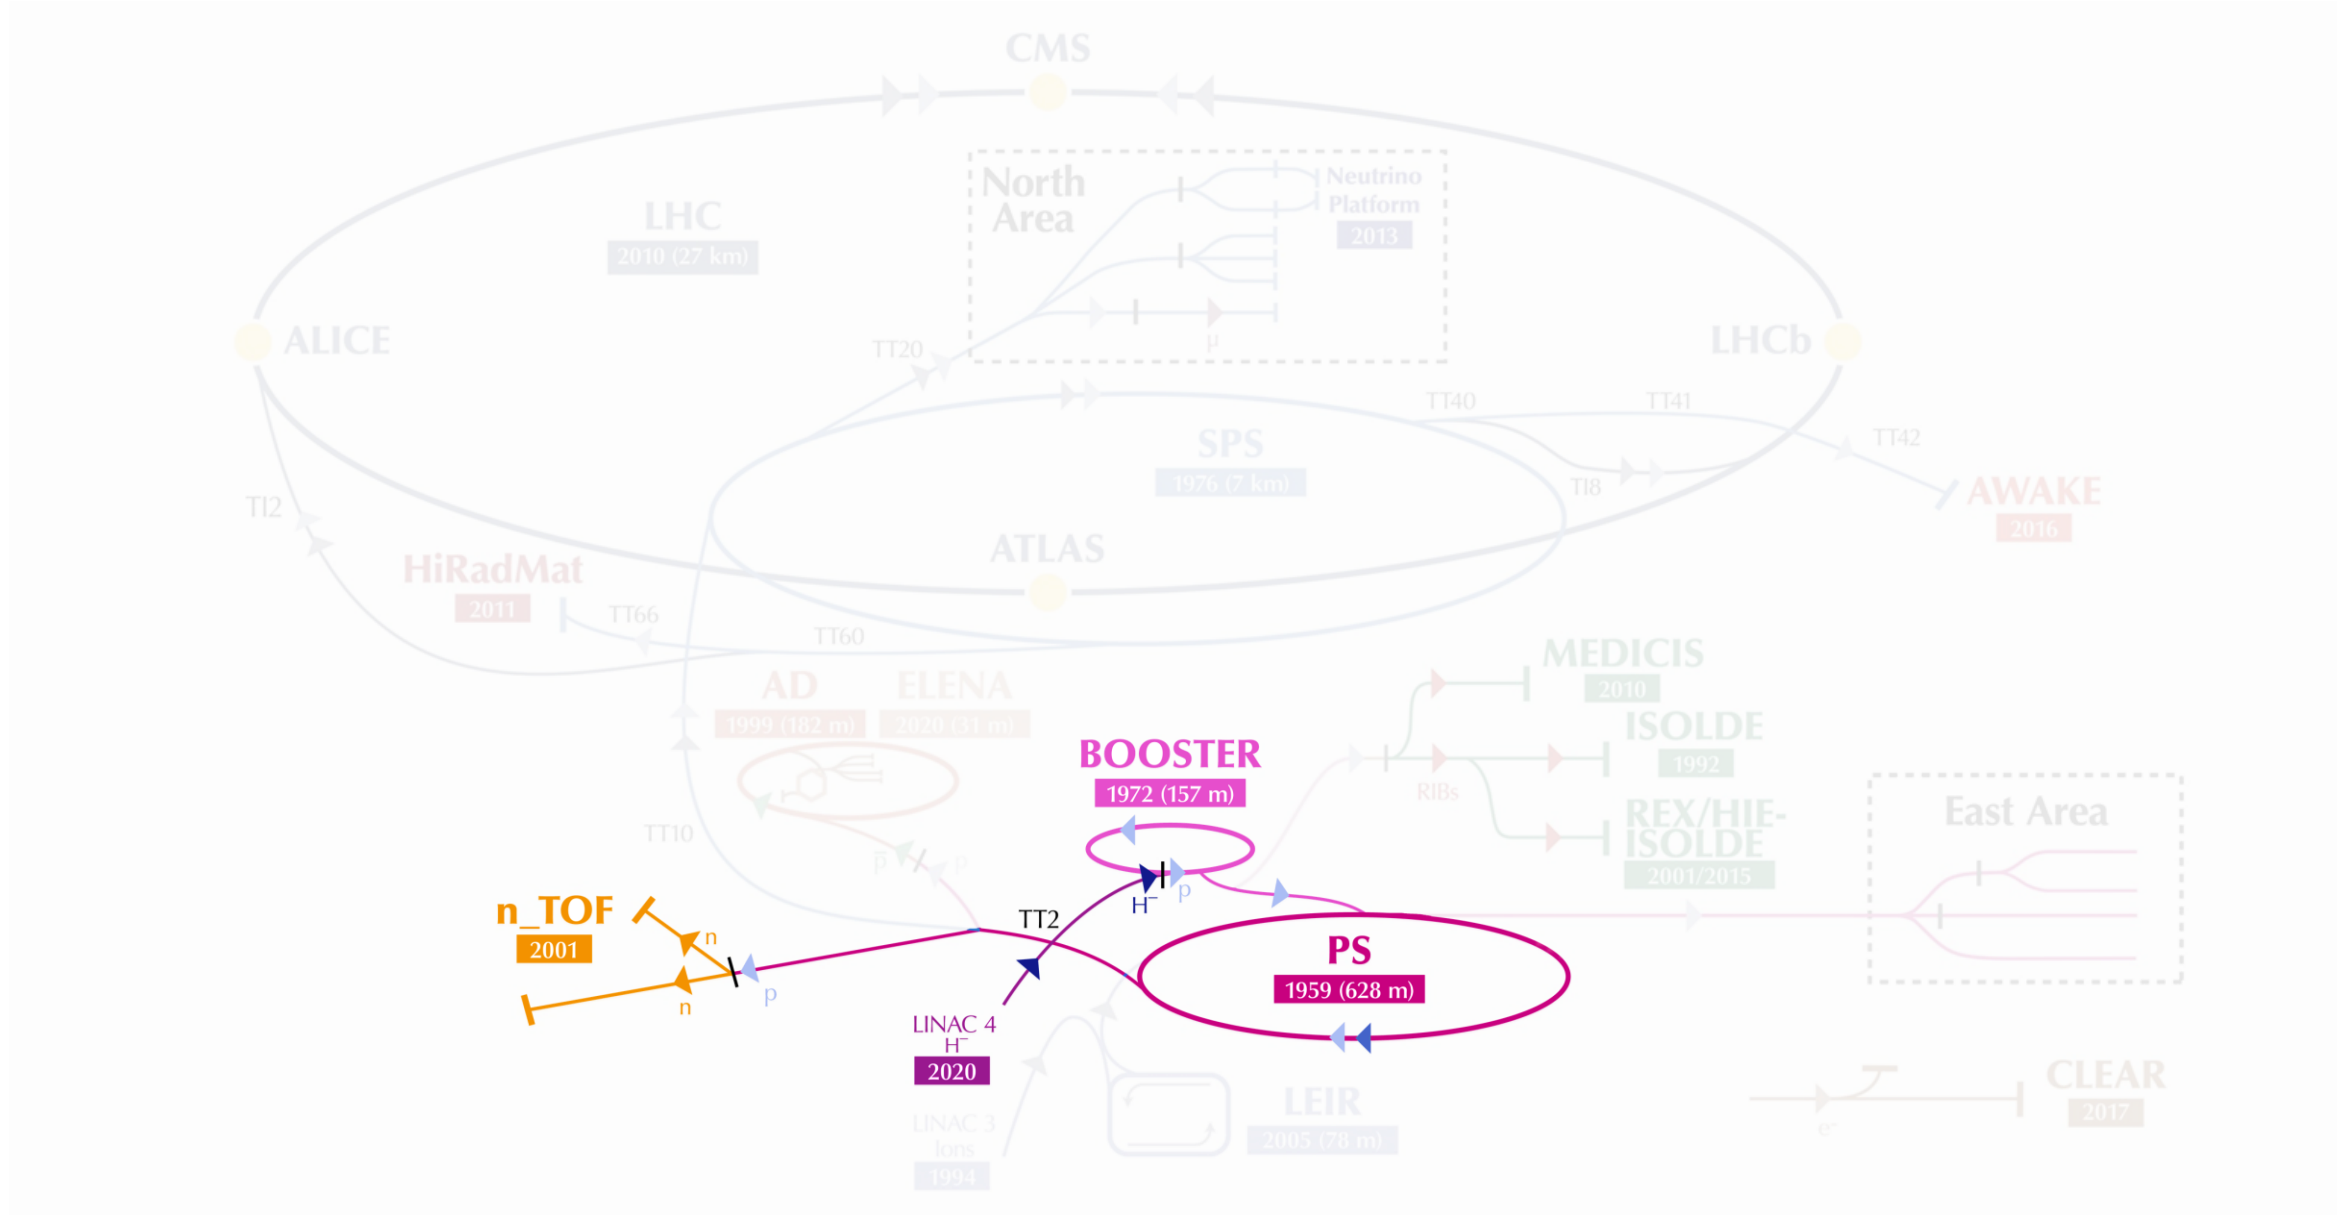 CMS
North
Area
Neutrino
Platform
2013
LHC
2010 (27 km)
ALICE
LHCb
TT20
μ
TT40
TT41
TT42
SPS
1976 (7 km)
TI8
AWAKE
2016
TI2
ATLAS
HiRadMat
2011
TT66
TT60
MEDICIS
2010
AD
1999 (182 m)
ELENA
2020 (31 m)
ISOLDE
1992
BOOSTER
1972 (157 m)
RIBs
REX/HIE-
ISOLDE
2001/2015
East Area
TT10
p̄
p
H⁻
p
n_TOF
2001
n
n
p
TT2
PS
1959 (628 m)
LINAC 4
H⁻
2020
LEIR
2005 (78 m)
LINAC 3
Ions
1994
CLEAR
2017
e⁻